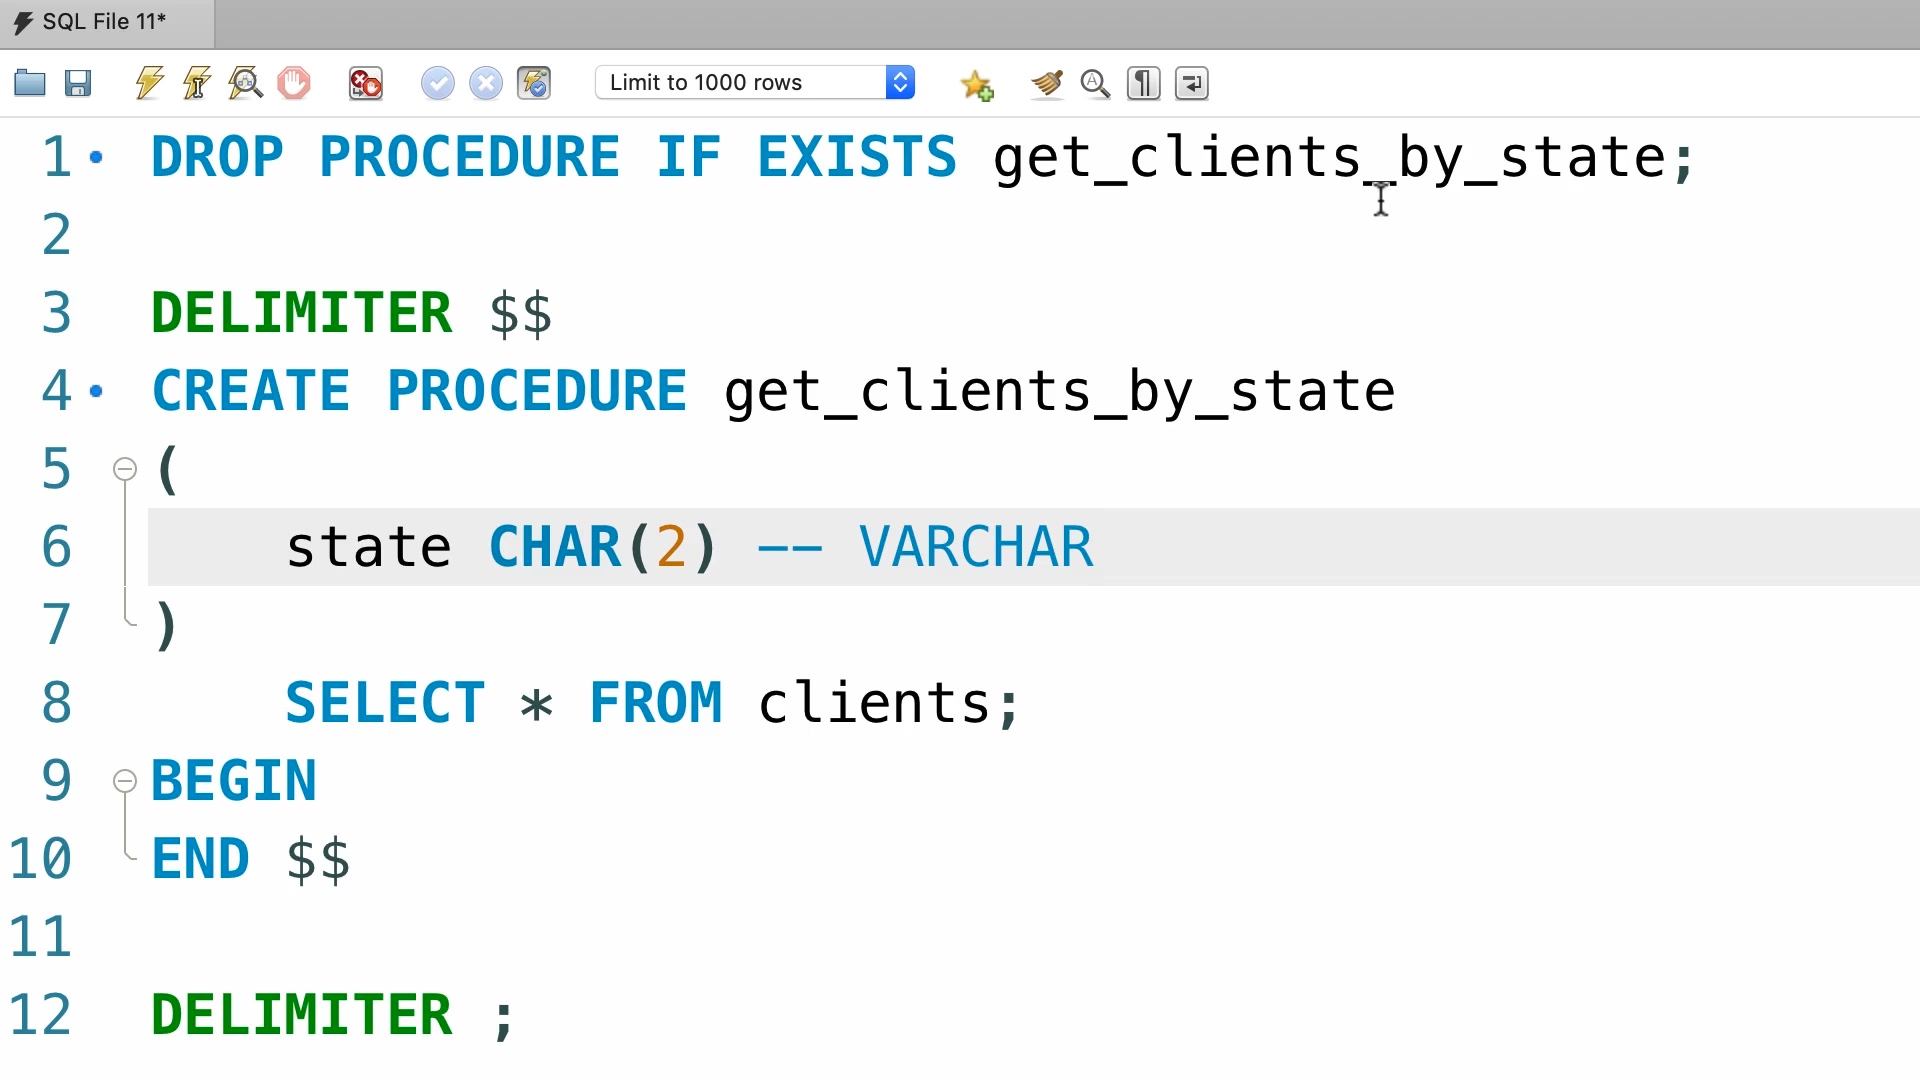 SQL File 11*
Limit to 1000 rows
1 DROP PROCEDURE IF EXISTS get_clients_by_state;
2
3 DELIMITER $$
4 CREATE PROCEDURE get_clients_by_state
5 (
6 state CHAR(2) -- VARCHAR
7 )
8 SELECT * FROM clients;
9 BEGIN
10 END $$
11
12 DELIMITER ;